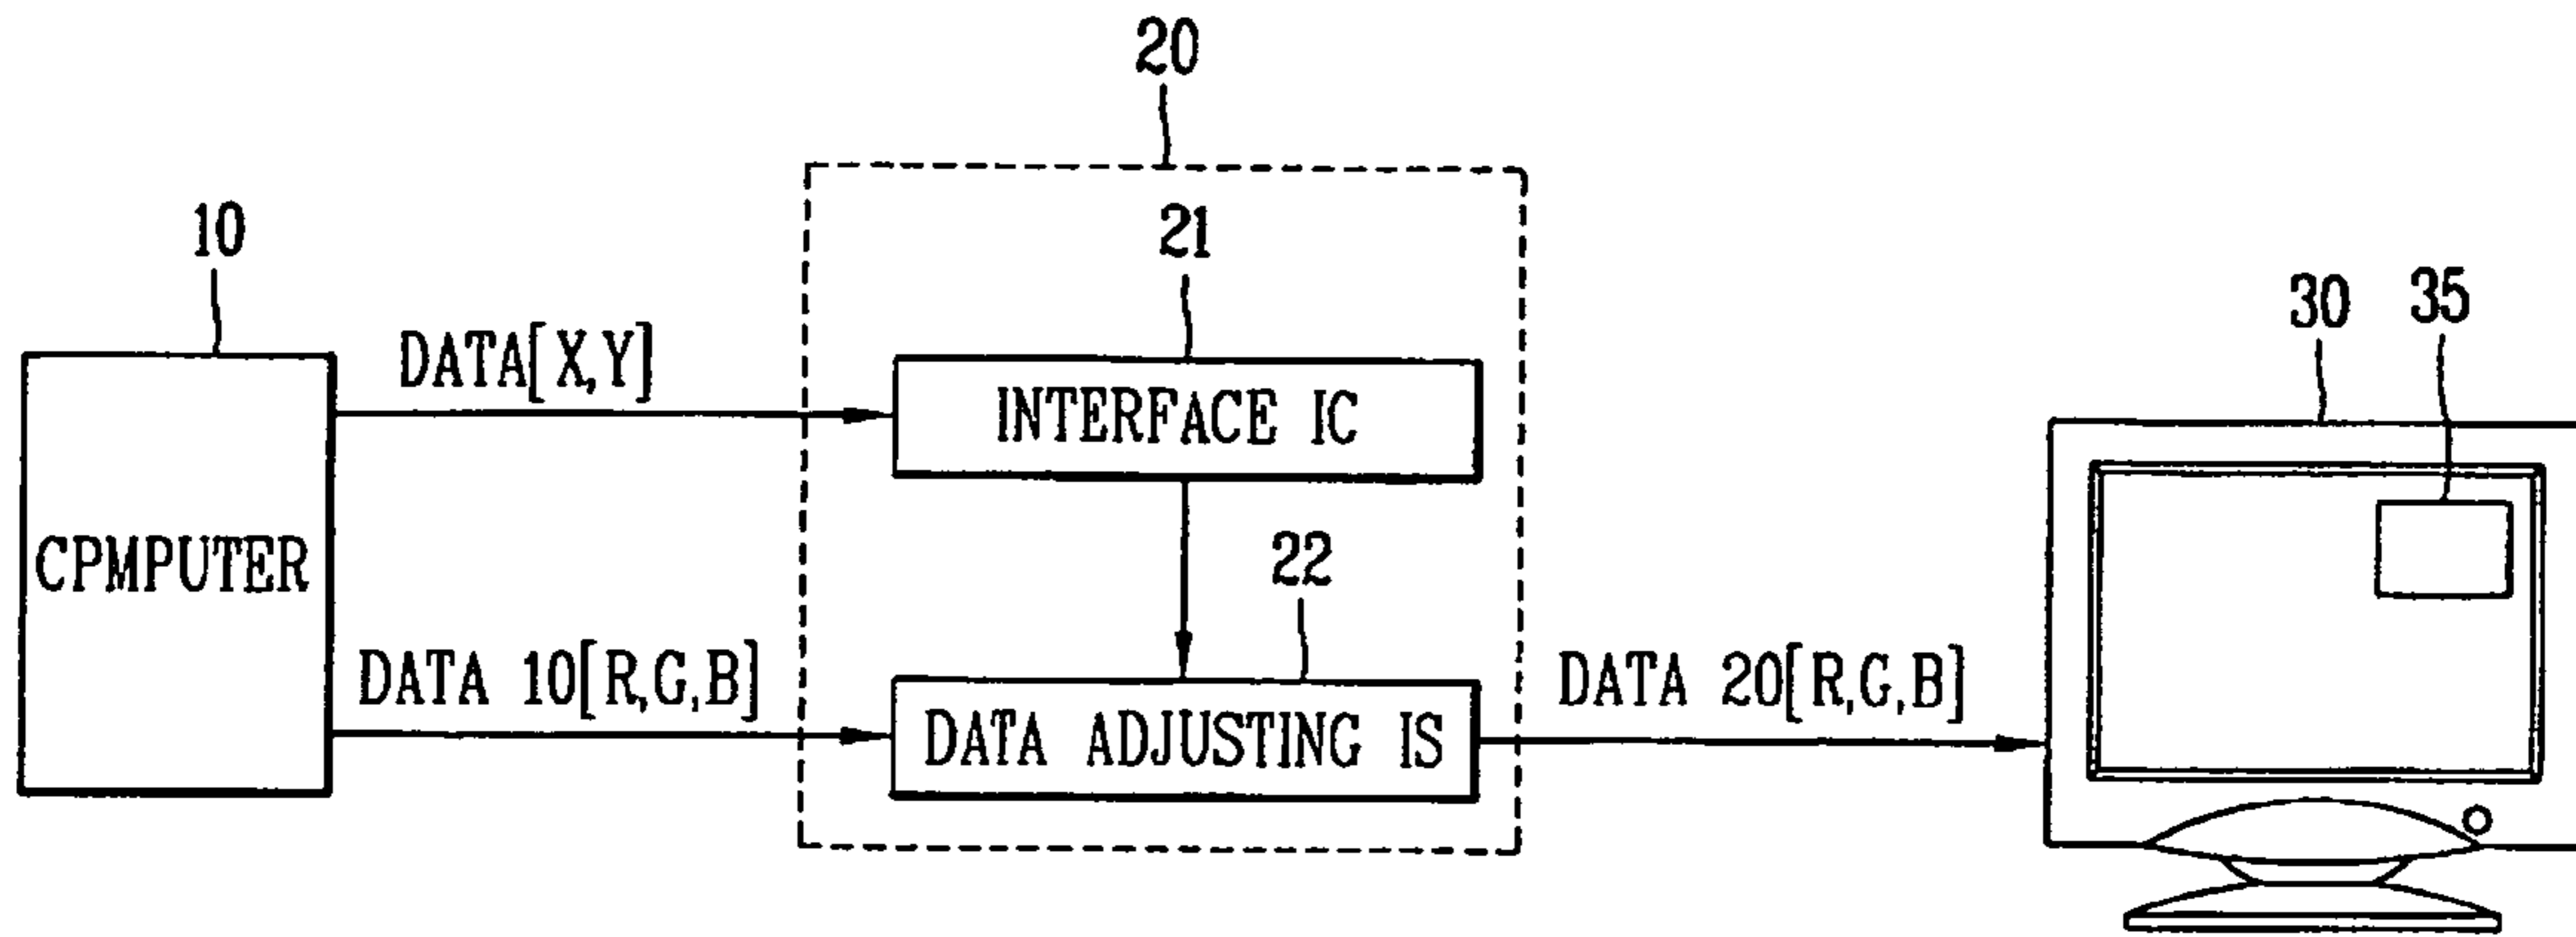 20
10
21
30
35
DATA[X,Y]
INTERFACE IC
CPMPUTER
22
DATA 10[R,G,B]
DATA 20[R,G,B]
DATA ADJUSTING IS